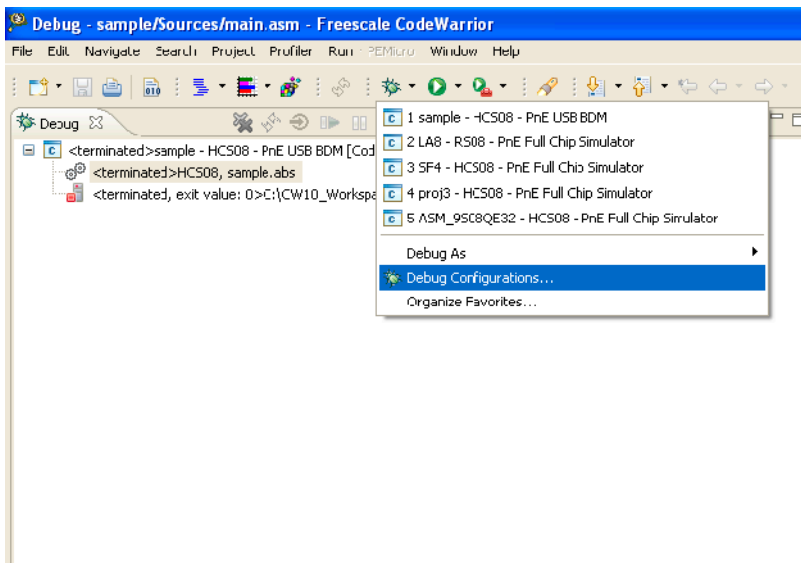 Debug - sample/Sources/main.asm - Freescale CodeWarrior
File Edit Navigate Search Project Profiler Run PEMicro Window Help
010
Debug
<terminated>sample - HCS08 - PnE USB BDM [Cod
<terminated>HCS08, sample.abs
<terminated, exit value: 0>C:\CW10_Workspa
1 sample - HCS08 - PnE USB BDM
2 LA8 - RS08 - PnE Full Chip Simulator
3 SF4 - HCS08 - PnE Full Chip Simulator
4 proj3 - HCS08 - PnE Full Chip Simulator
5 ASM_9S08QE32 - HCS08 - PnE Full Chip Simulator
Debug As
Debug Configurations...
Organize Favorites...